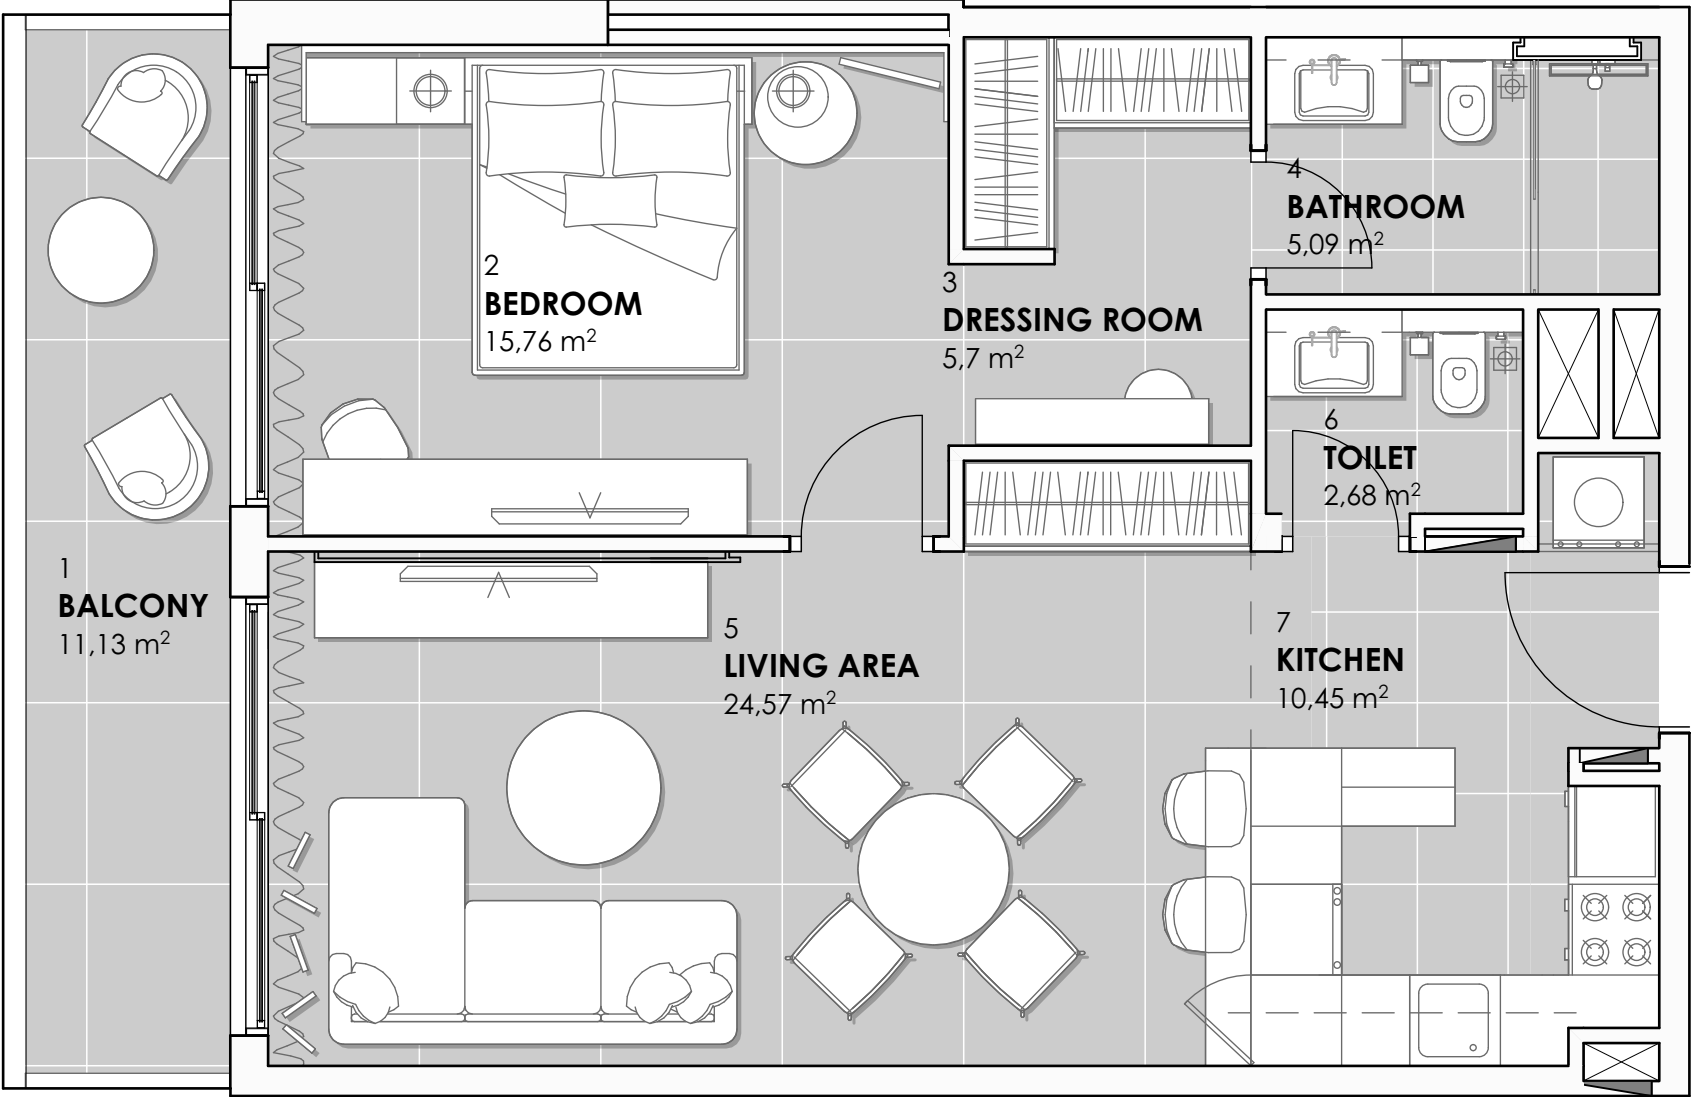 1
BALCONY
11,13 m²
2
BEDROOM
15,76 m²
3
DRESSING ROOM
5,7 m²
4
BATHROOM
5,09 m²
5
LIVING AREA
24,57 m²
6
TOILET
2,68 m²
7
KITCHEN
10,45 m²